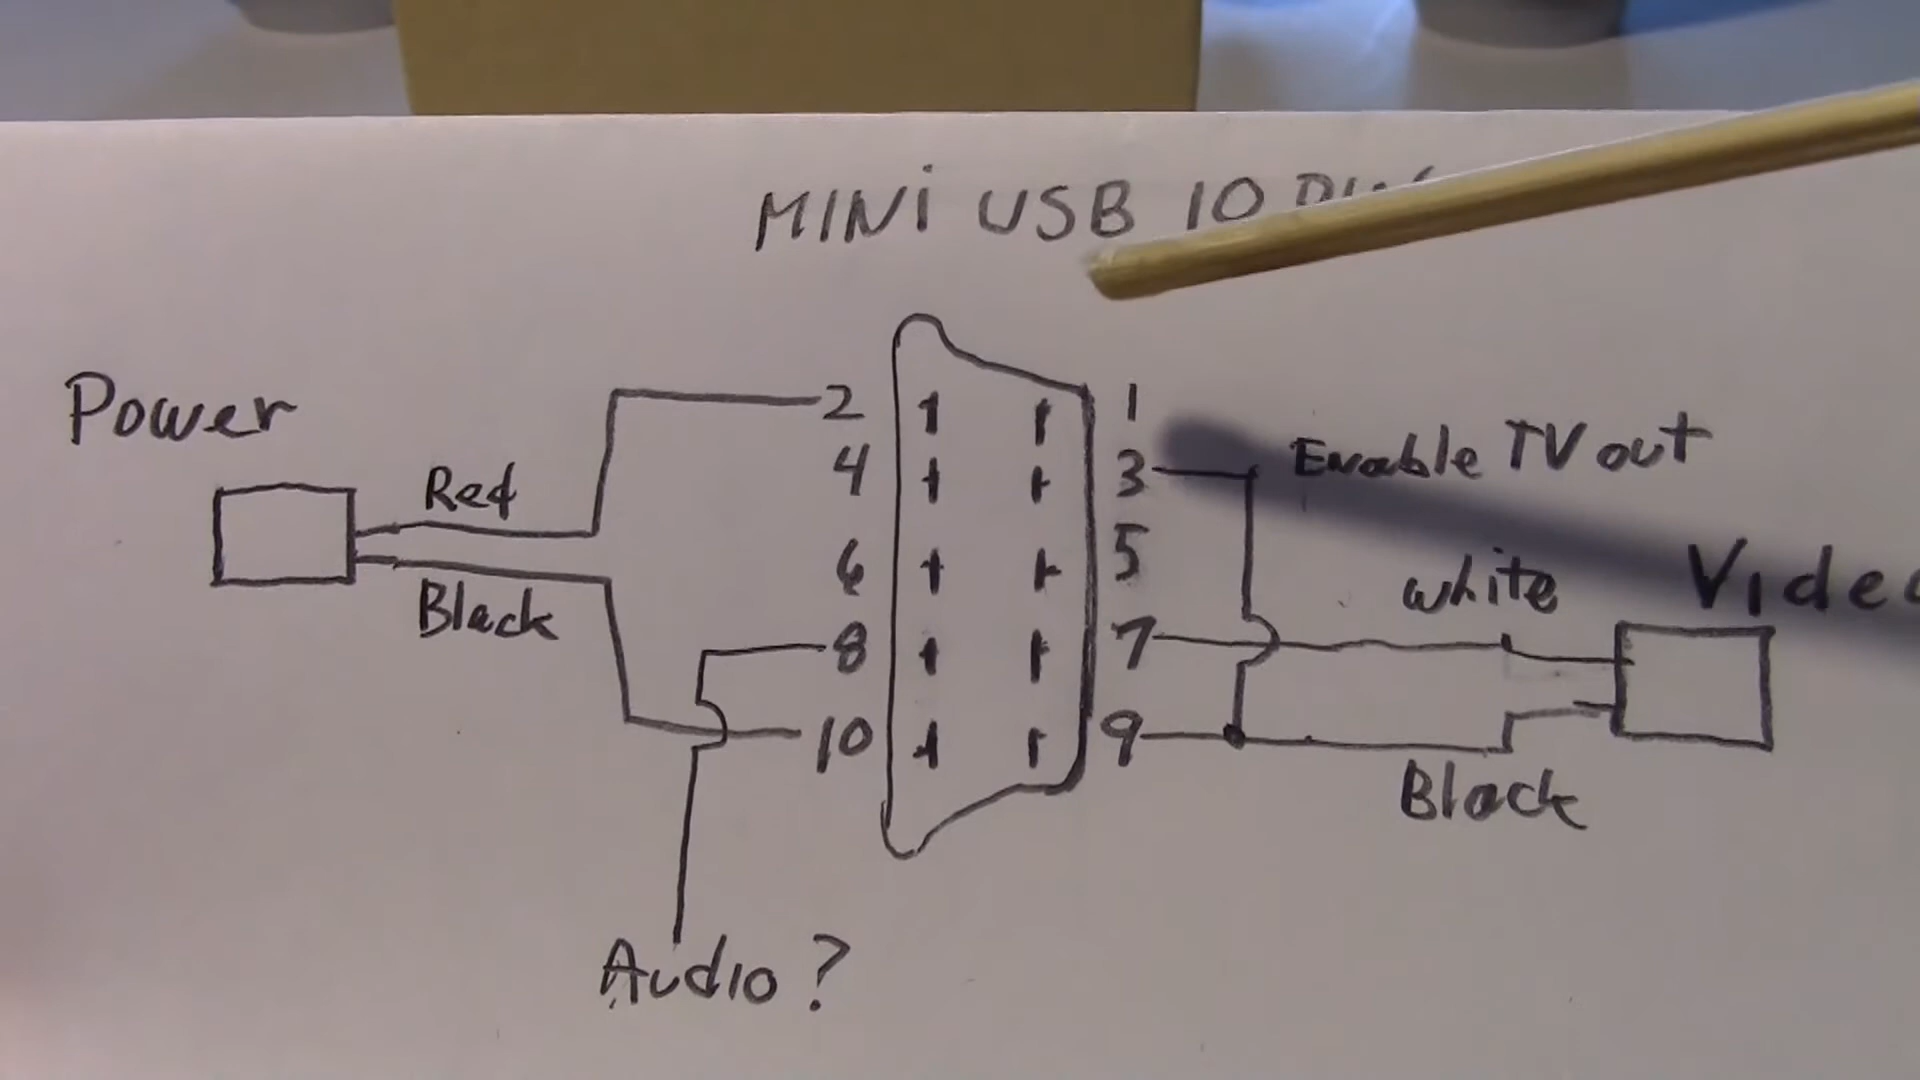 MINI USB 10
Power
2 1
Enable TV out
4 3
Red
6 5
white
Video
Black
8 7
10 9
Black
Audio ?